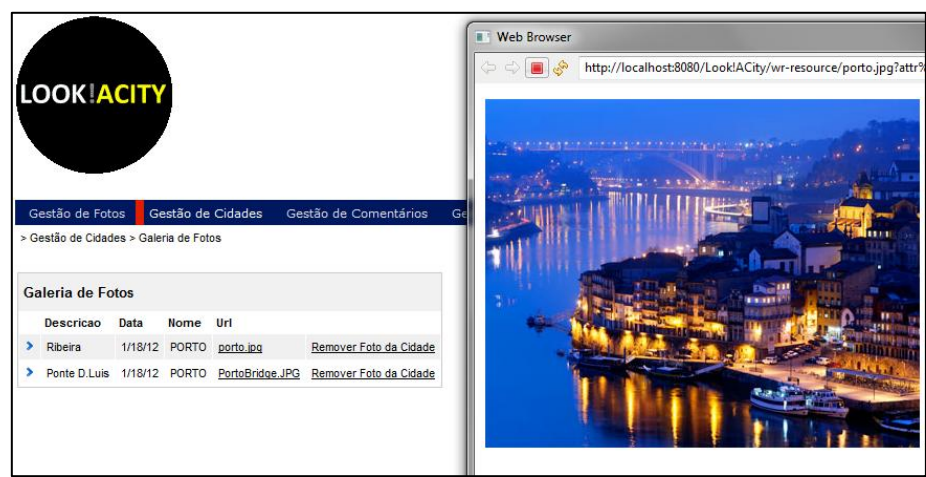 LOOK!ACITY
Gestão de Fotos Gestão de Cidades Gestão de Comentários Ge
> Gestão de Cidades > Galeria de Fotos
Galeria de Fotos
Descricao Data Nome Url
Ribeira 1/18/12 PORTO porto.jpg Remover Foto da Cidade
Ponte D.Luis 1/18/12 PORTO PortoBridge.JPG Remover Foto da Cidade
Web Browser
http://localhost:8080/Look!ACity/wr-resource/porto.jpg?attr%